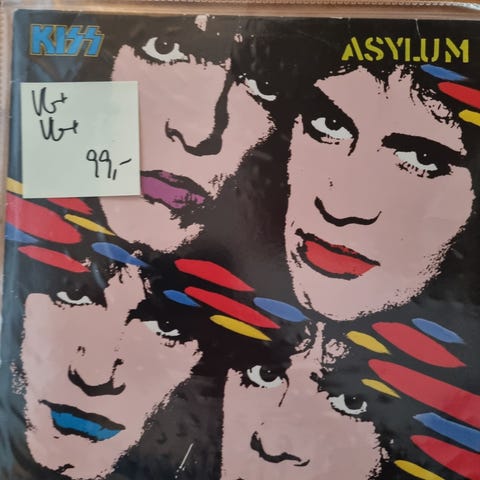 KISS
ASYLUM
VG+
VG+
99,-